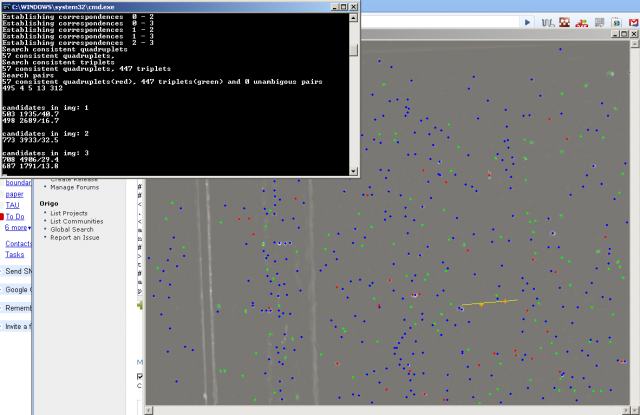 C:\WINDOWS\system32\cmd.exe
Establishing correspondences 0 - 2
Establishing correspondences 0 - 3
Establishing correspondences 1 - 2
Establishing correspondences 1 - 3
Establishing correspondences 2 - 3
Search consistent quadruplets
57 consistent quadruplets,
Search consistent triplets
57 consistent quadruplets, 447 triplets
Search pairs
57 consistent quadruplets(red), 447 triplets(green) and 0 unambigous pairs
495 4 5 13 312
candidates in img: 1
503 1935/40.7
498 2689/16.7
candidates in img: 2
773 3933/32.5
candidates in img: 3
708 4906/29.4
687 1791/13.8
boundar
paper
TAU
To Do
6 more
Contacts
Tasks
Send SM
Google
Rememb
Invite a f
Create Release
Manage Forums
Origo
List Projects
List Communities
Global Search
Report an Issue